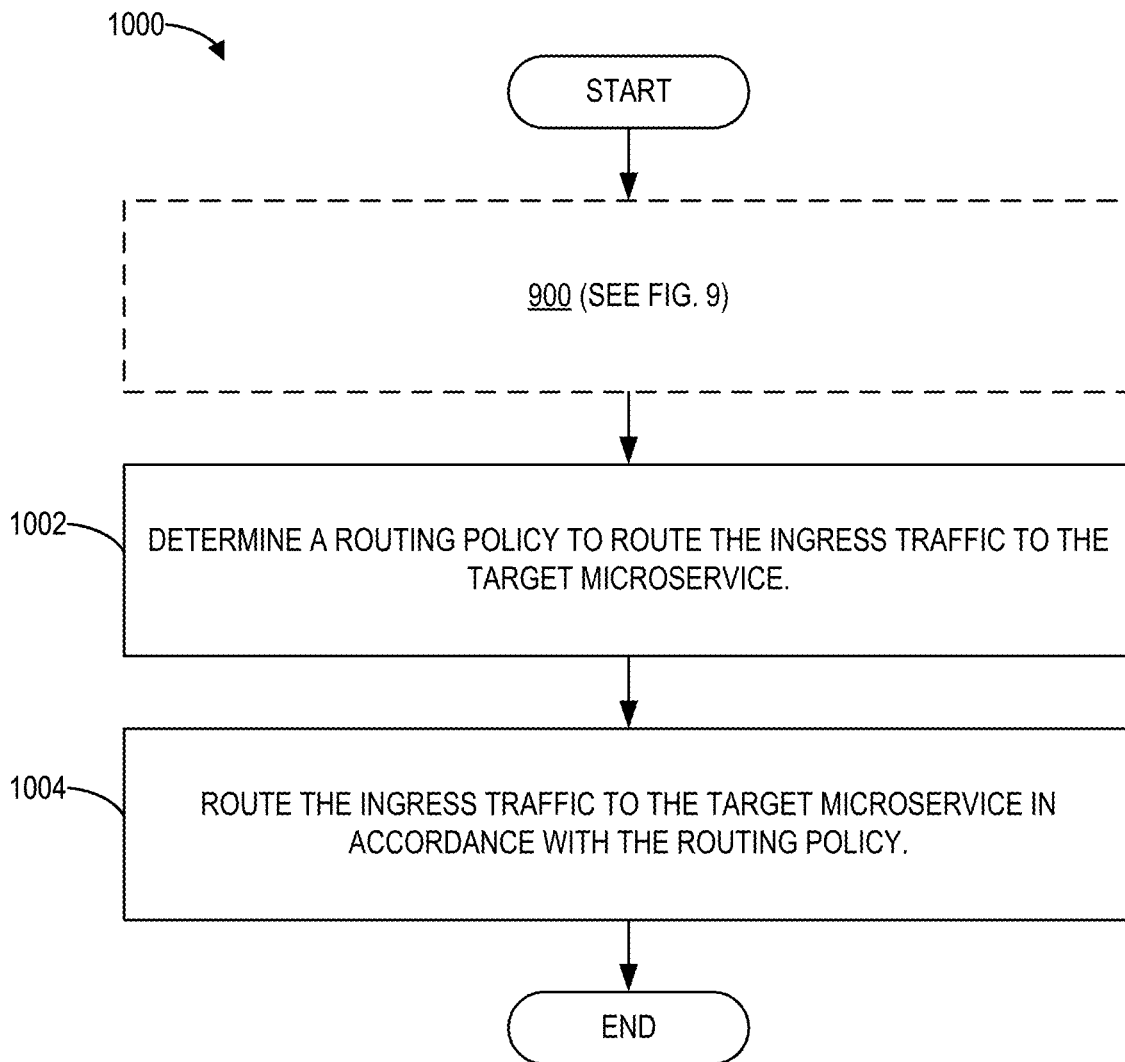 1000
START
900 (SEE FIG. 9)
1002
DETERMINE A ROUTING POLICY TO ROUTE THE INGRESS TRAFFIC TO THE
TARGET MICROSERVICE.
1004
ROUTE THE INGRESS TRAFFIC TO THE TARGET MICROSERVICE IN
ACCORDANCE WITH THE ROUTING POLICY.
END